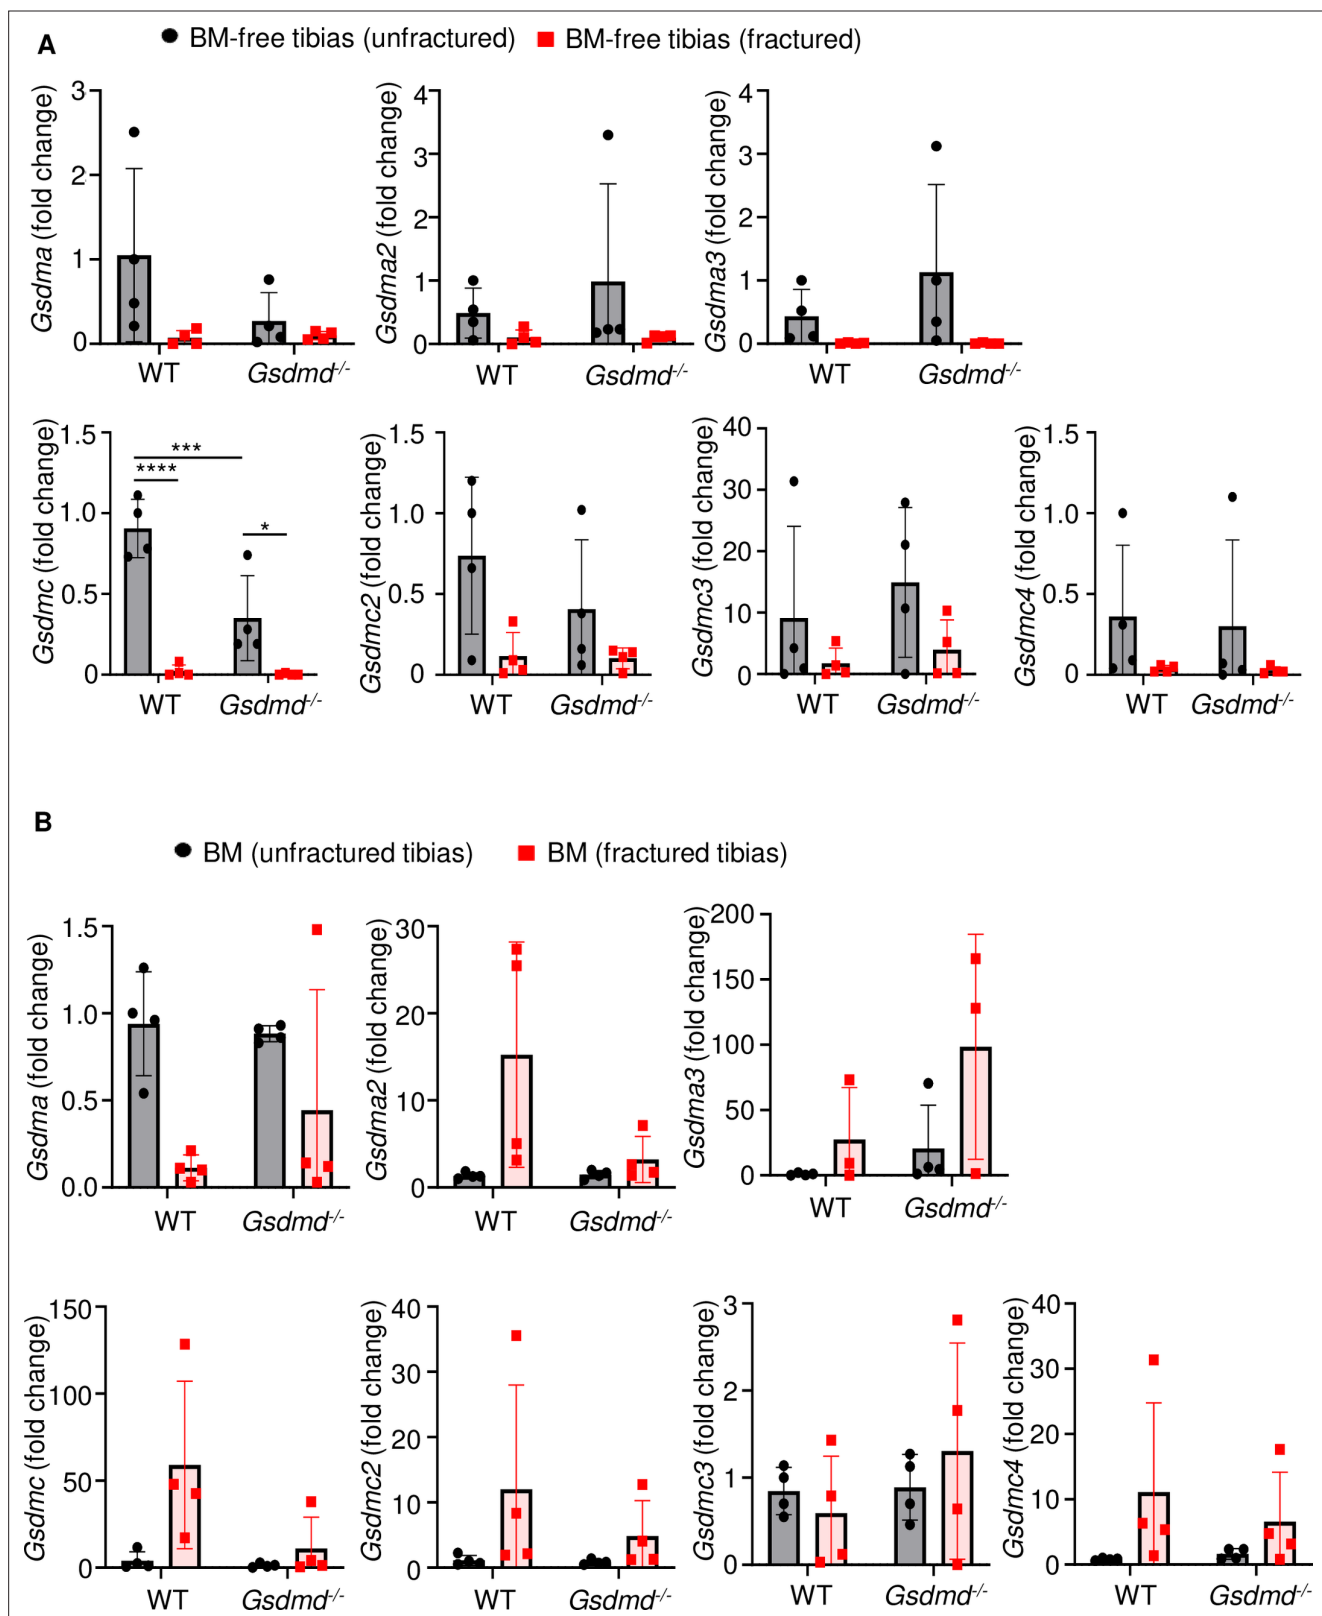 A
BM-free tibias (unfractured) BM-free tibias (fractured)
Gsdma (fold change)
3
2
1
0
WT Gsdmd-/-
Gsdma2 (fold change)
4
3
2
1
0
WT Gsdmd-/-
Gsdma3 (fold change)
4
3
2
1
0
WT Gsdmd-/-
Gsdmc (fold change)
1.5
1.0
0.5
0
***
****
*
WT Gsdmd-/-
Gsdmc2 (fold change)
1.5
1.0
0.5
0
WT Gsdmd-/-
Gsdmc3 (fold change)
40
30
20
10
0
WT Gsdmd-/-
Gsdmc4 (fold change)
1.5
1.0
0.5
0
WT Gsdmd-/-
B
BM (unfractured tibias) BM (fractured tibias)
Gsdma (fold change)
1.5
1.0
0.5
0.0
WT Gsdmd-/-
Gsdma2 (fold change)
30
20
10
0
WT Gsdmd-/-
Gsdma3 (fold change)
200
150
100
50
0
WT Gsdmd-/-
Gsdmc (fold change)
150
100
50
0
WT Gsdmd-/-
Gsdmc2 (fold change)
40
30
20
10
0
WT Gsdmd-/-
Gsdmc3 (fold change)
3
2
1
0
WT Gsdmd-/-
Gsdmc4 (fold change)
40
30
20
10
0
WT Gsdmd-/-